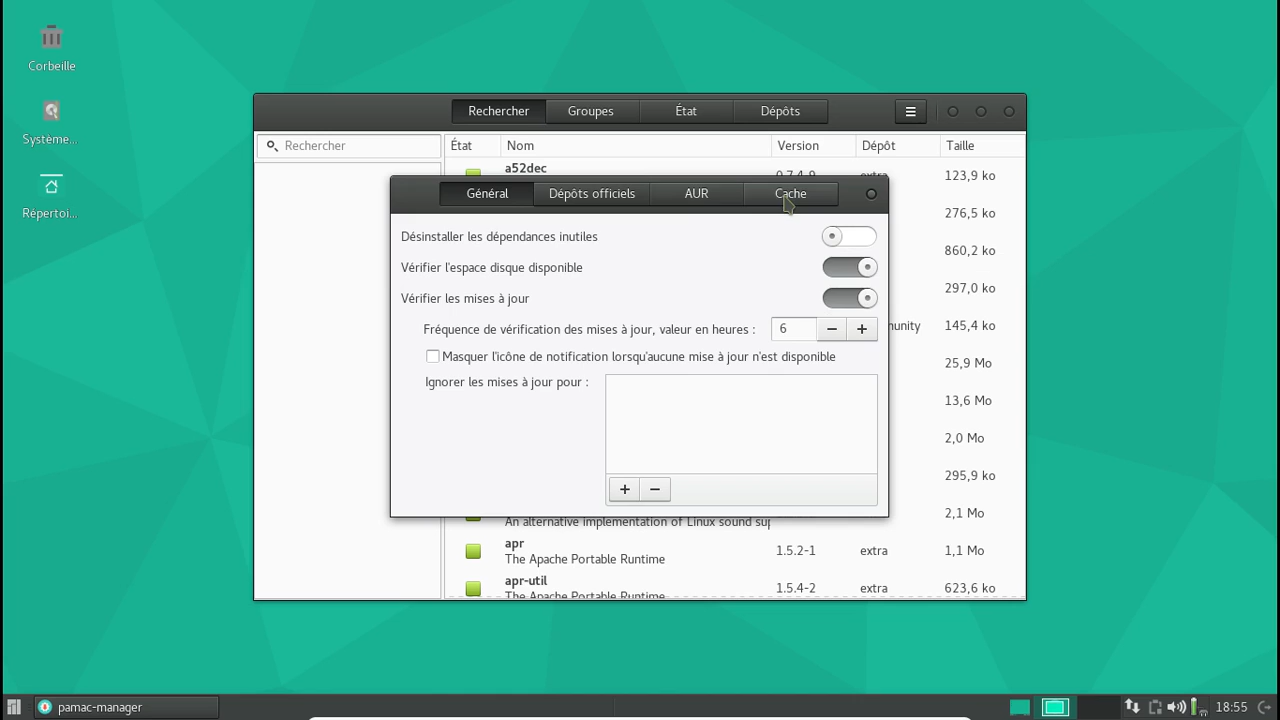 Corbeille
Système...
Répertoi...
Rechercher Groupes État Dépôts
Rechercher
État Nom Version Dépôt Taille
a52dec
0.7.4-9 extra 123,9 ko
276,5 ko
860,2 ko
297,0 ko
unity 145,4 ko
25,9 Mo
13,6 Mo
2,0 Mo
295,9 ko
2,1 Mo
Général Dépôts officiels AUR Cache
Désinstaller les dépendances inutiles
Vérifier l'espace disque disponible
Vérifier les mises à jour
Fréquence de vérification des mises à jour, valeur en heures : 6 − +
Masquer l'icône de notification lorsqu'aucune mise à jour n'est disponible
Ignorer les mises à jour pour :
+ −
An alternative implementation of Linux sound sup
apr 1.5.2-1 extra 1,1 Mo
The Apache Portable Runtime
apr-util 1.5.4-2 extra 623,6 ko
The Apache Portable Runtime
pamac-manager 18:55